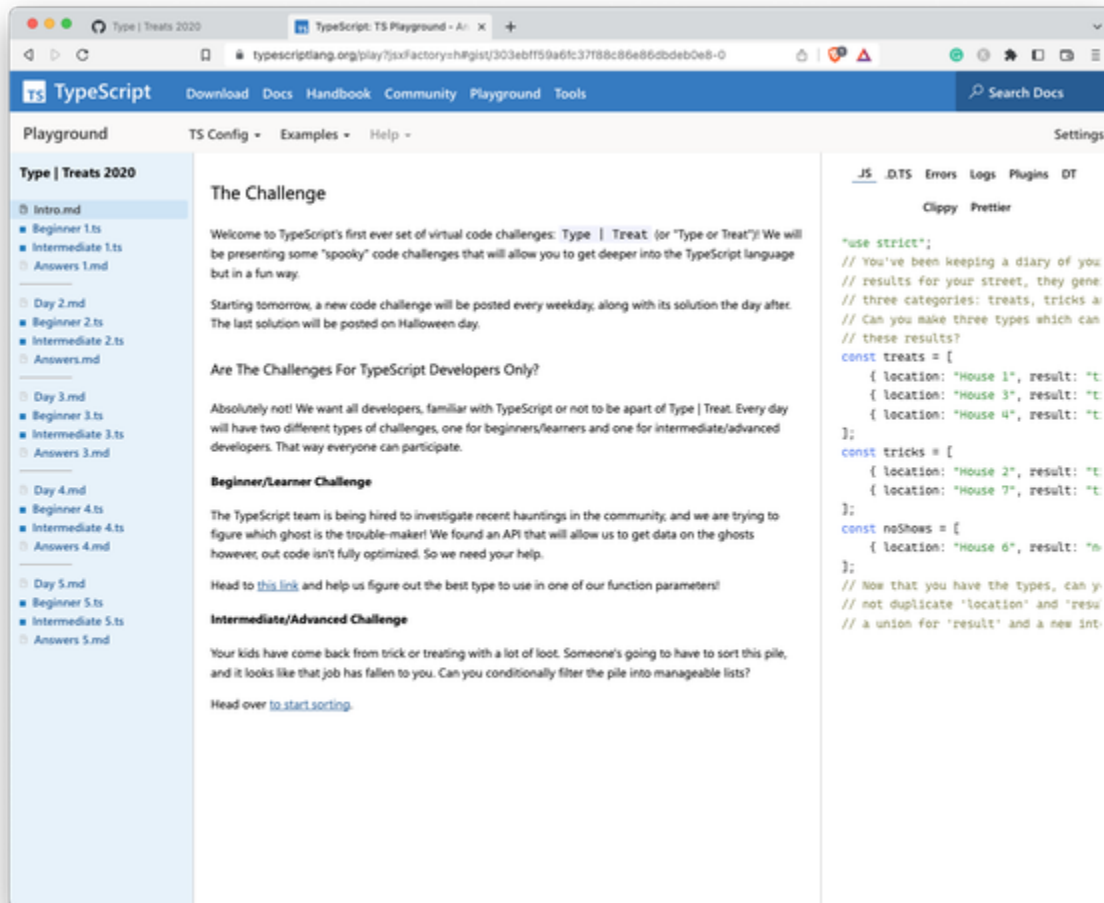 Type | Treats 2020
TypeScript: TS Playground - An
typescriptlang.org/play?jsxFactory=h#gist/303ebff59a6fc37f88c86e86dbdeb0e8-0
TS TypeScript Download Docs Handbook Community Playground Tools Search Docs
Playground TS Config Examples Help Settings
Type | Treats 2020
Intro.md
Beginner 1.ts
Intermediate 1.ts
Answers 1.md
Day 2.md
Beginner 2.ts
Intermediate 2.ts
Answers.md
Day 3.md
Beginner 3.ts
Intermediate 3.ts
Answers 3.md
Day 4.md
Beginner 4.ts
Intermediate 4.ts
Answers 4.md
Day 5.md
Beginner 5.ts
Intermediate 5.ts
Answers 5.md
The Challenge
Welcome to TypeScript's first ever set of virtual code challenges: Type | Treat (or "Type or Treat")! We will
be presenting some "spooky" code challenges that will allow you to get deeper into the TypeScript language
but in a fun way.
Starting tomorrow, a new code challenge will be posted every weekday, along with its solution the day after.
The last solution will be posted on Halloween day.
Are The Challenges For TypeScript Developers Only?
Absolutely not! We want all developers, familiar with TypeScript or not to be apart of Type | Treat. Every day
will have two different types of challenges, one for beginners/learners and one for intermediate/advanced
developers. That way everyone can participate.
Beginner/Learner Challenge
The TypeScript team is being hired to investigate recent hauntings in the community, and we are trying to
figure which ghost is the trouble-maker! We found an API that will allow us to get data on the ghosts
however, out code isn't fully optimized. So we need your help.
Head to this link and help us figure out the best type to use in one of our function parameters!
Intermediate/Advanced Challenge
Your kids have come back from trick or treating with a lot of loot. Someone's going to have to sort this pile,
and it looks like that job has fallen to you. Can you conditionally filter the pile into manageable lists?
Head over to start sorting.
.JS .D.TS Errors Logs Plugins DT
Clippy Prettier
"use strict";
// You've been keeping a diary of you
// results for your street, they gene
// three categories: treats, tricks a
// Can you make three types which can
// these results?
const treats = [
{ location: "House 1", result: "t
{ location: "House 3", result: "t
{ location: "House 4", result: "t
];
const tricks = [
{ location: "House 2", result: "t
{ location: "House 7", result: "t
];
const noShows = [
{ location: "House 6", result: "n
];
// Now that you have the types, can y
// not duplicate 'location' and 'resu
// a union for 'result' and a new int